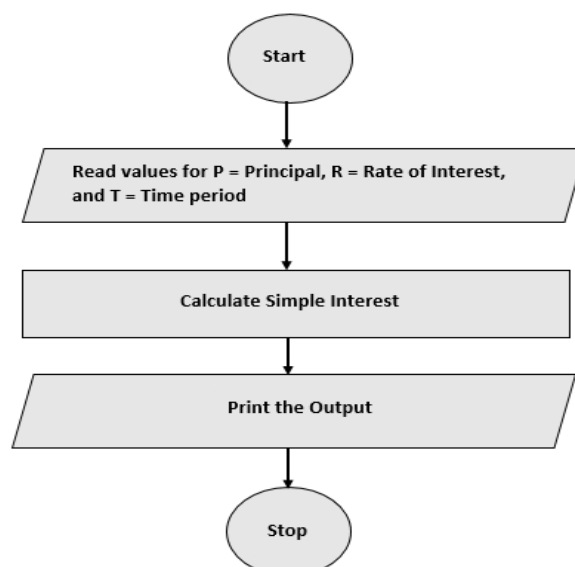 Start
Read values for P = Principal, R = Rate of Interest,
and T = Time period
Calculate Simple Interest
Print the Output
Stop